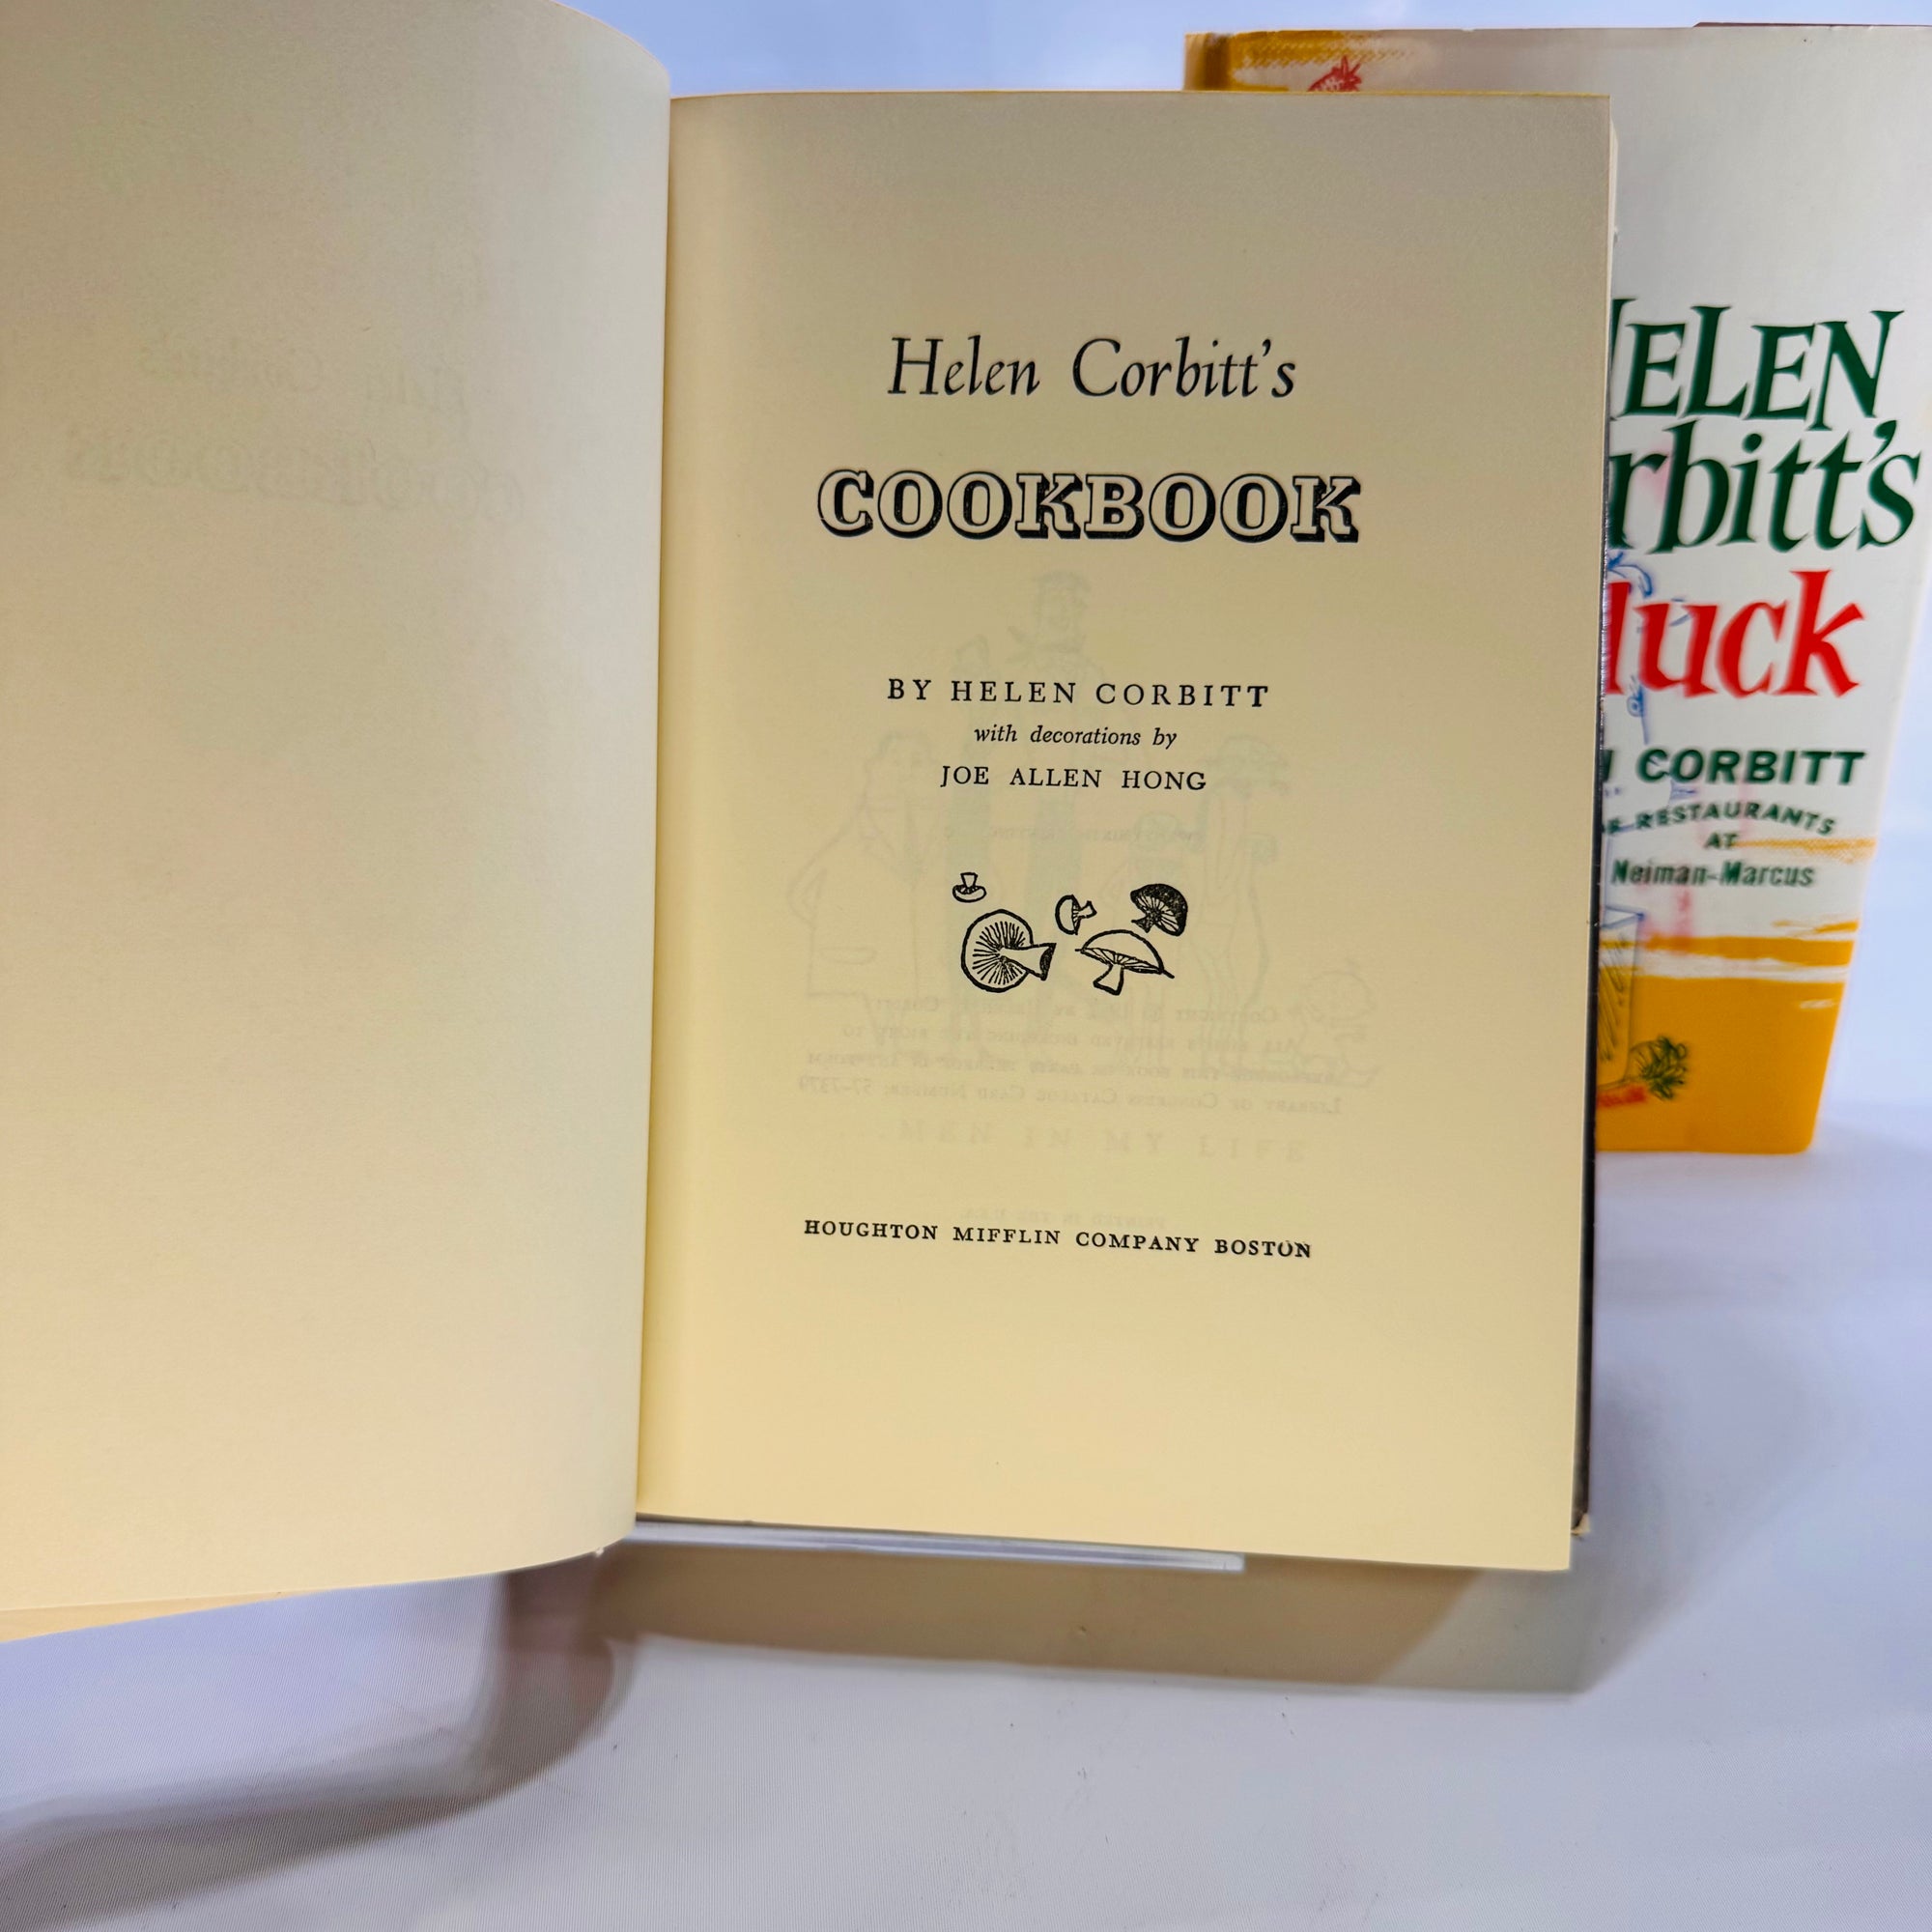 Helen Corbitt's
COOKBOOK
BY HELEN CORBITT
with decorations by
JOE ALLEN HONG
HOUGHTON MIFFLIN COMPANY BOSTON
HELEN
rbitt's
luck
CORBITT
RESTAURANTS
AT
Neiman-Marcus